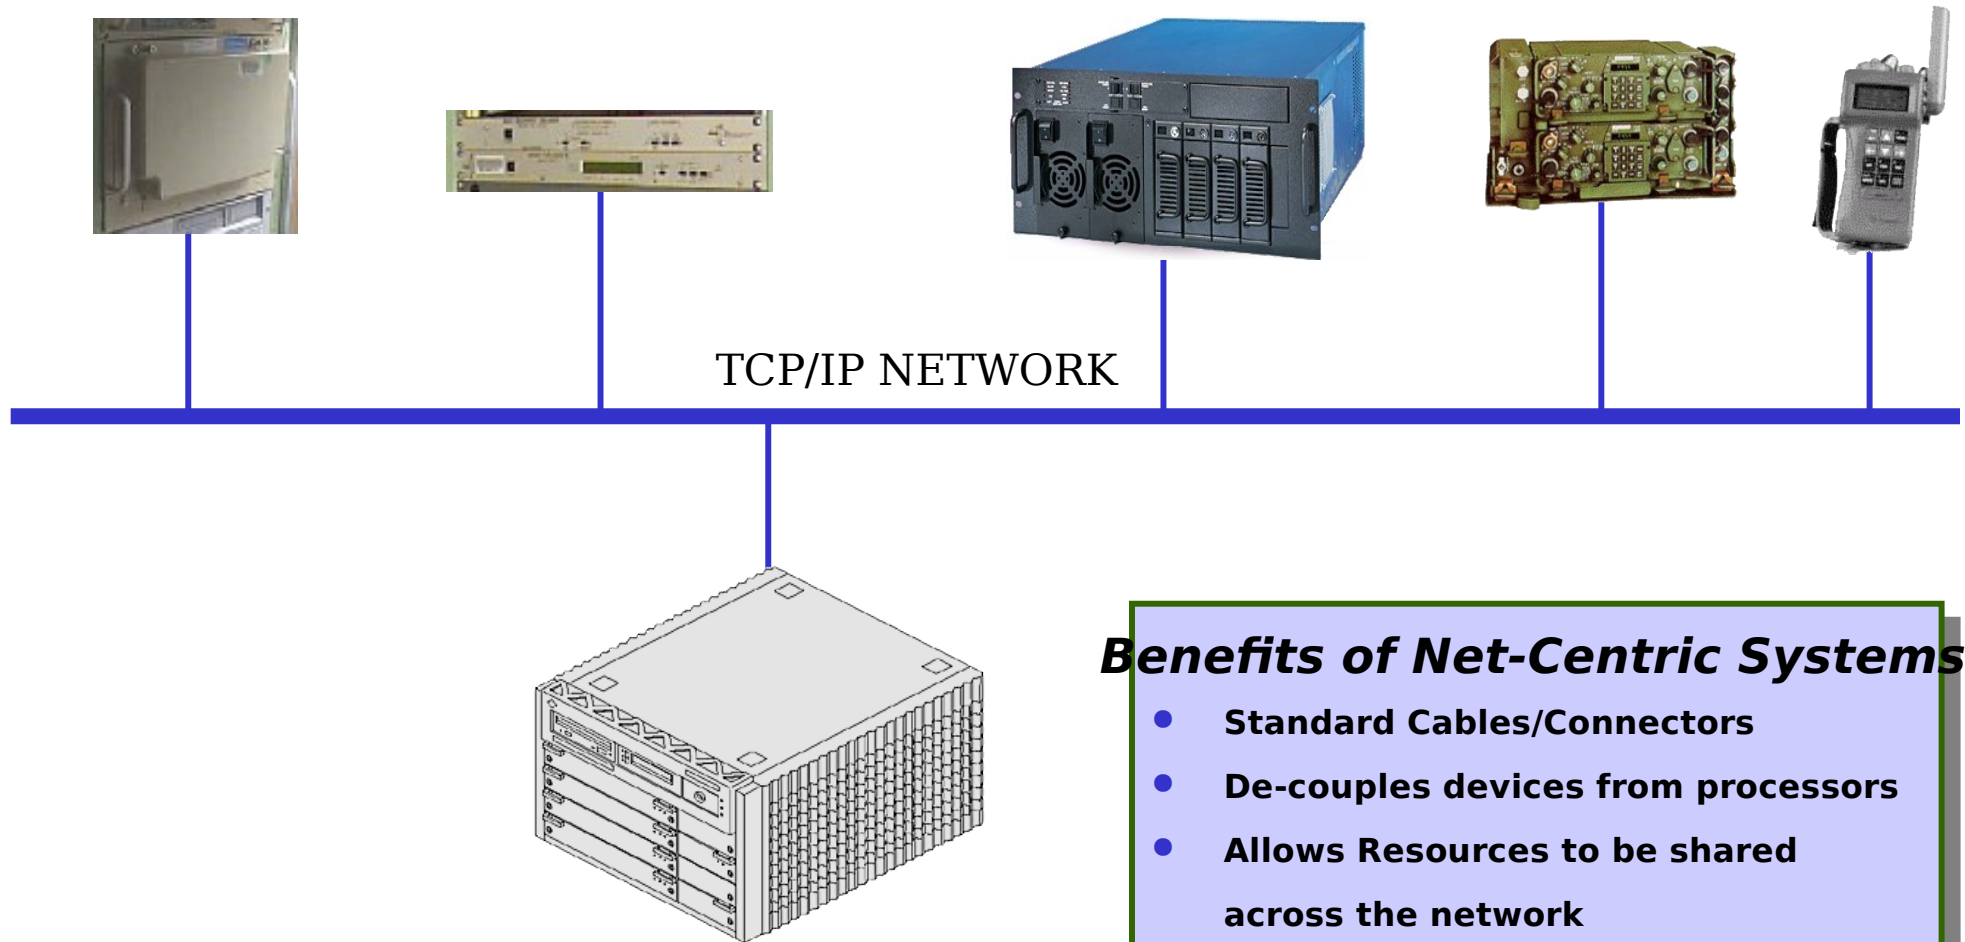 TCP/IP NETWORK
Benefits of Net-Centric Systems
Standard Cables/Connectors
De-couples devices from processors
Allows Resources to be shared
across the network